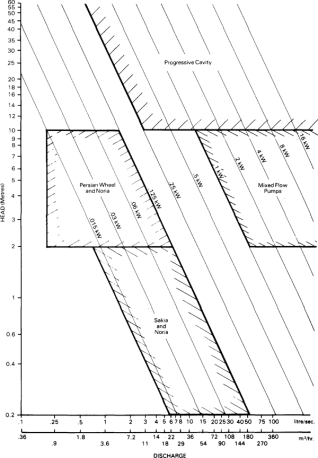 60
55
50
45
40
35
30
25
20
18
16
14
12
10
9
8
7
6
5
4
3
2
1
0.6
0.4
0.2
HEAD (Metres)
Progressive Cavity
Persian Wheel
and Noria
Mixed Flow
Pumps
Sakia
and
Noria
.015 kW
.03 kW
.06 kW
.125 kW
.25 kW
.5 kW
1 kW
2 kW
4 kW
8 kW
16 kW
.1 .25 .5 1 2 3 4 5 6 7 8 10 15 20 25 30 40 50 75 100 litre/sec.
.36 1.8 7.2 14 22 36 72 108 180 360 m³/hr.
.9 3.6 11 18 29 54 90 144 270
DISCHARGE